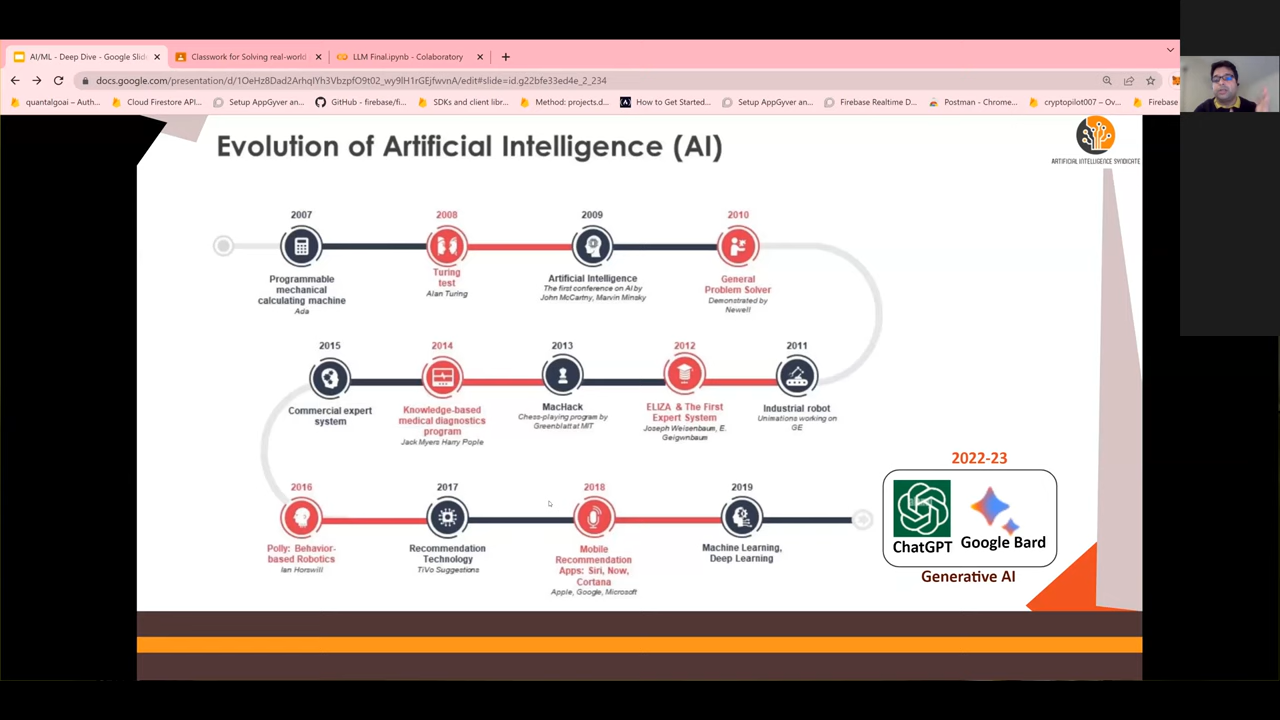 AI/ML - Deep Dive - Google Slid
Classwork for Solving real-world
LLM Final.ipynb - Colaboratory
docs.google.com/presentation/d/1OeHz8Dad2ArhqIYh3VbzpfO9t02_wy9lH1rGEjfwvnA/edit#slide=id.g22bfe33ed4e_2_234
quantalgoai – Auth...
Cloud Firestore API...
Setup AppGyver an...
GitHub - firebase/fi...
SDKs and client libr...
Method: projects.d...
How to Get Started...
Setup AppGyver an...
Firebase Realtime D...
Postman - Chrome...
cryptopilot007 – Ov...
Firebase
Evolution of Artificial Intelligence (AI)
ARTIFICIAL INTELLIGENCE SYNDICATE
2007
Programmable
mechanical
calculating machine
Ada
2008
Turing
test
Alan Turing
2009
Artificial Intelligence
The first conference on AI by
John McCartny, Marvin Minsky
2010
General
Problem Solver
Demonstrated by
Newell
2015
Commercial expert
system
2014
Knowledge-based
medical diagnostics
program
Jack Myers Harry Pople
2013
MacHack
Chess-playing program by
Greenblatt at MIT
2012
ELIZA & The First
Expert System
Joseph Weisenbaum, E.
Geigwnbaum
2011
Industrial robot
Unimations working on
GE
2016
Polly: Behavior-
based Robotics
Ian Horswill
2017
Recommendation
Technology
TiVo Suggestions
2018
Mobile
Recommendation
Apps: Siri, Now,
Cortana
Apple, Google, Microsoft
2019
Machine Learning,
Deep Learning
2022-23
ChatGPT
Google Bard
Generative AI